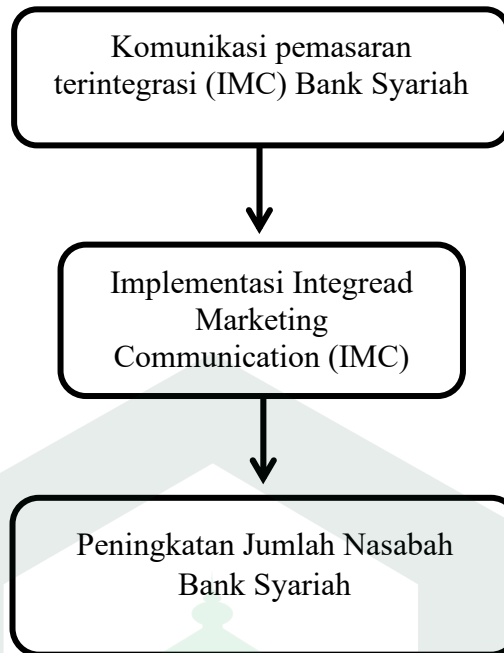 Komunikasi pemasaran
terintegrasi (IMC) Bank Syariah
Implementasi Integread
Marketing
Communication (IMC)
Peningkatan Jumlah Nasabah
Bank Syariah